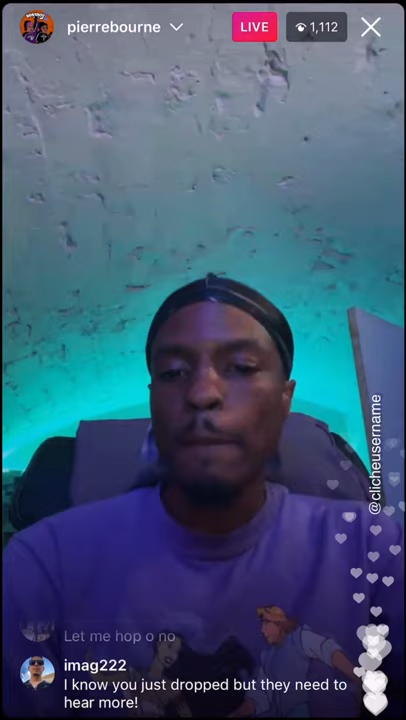 pierrebourne
LIVE
1,112
@clicheusername
Let me hop o no
imag222
I know you just dropped but they need to
hear more!